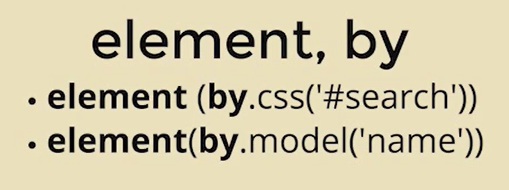 element, by
• element (by.css('#search'))
• element(by.model('name'))